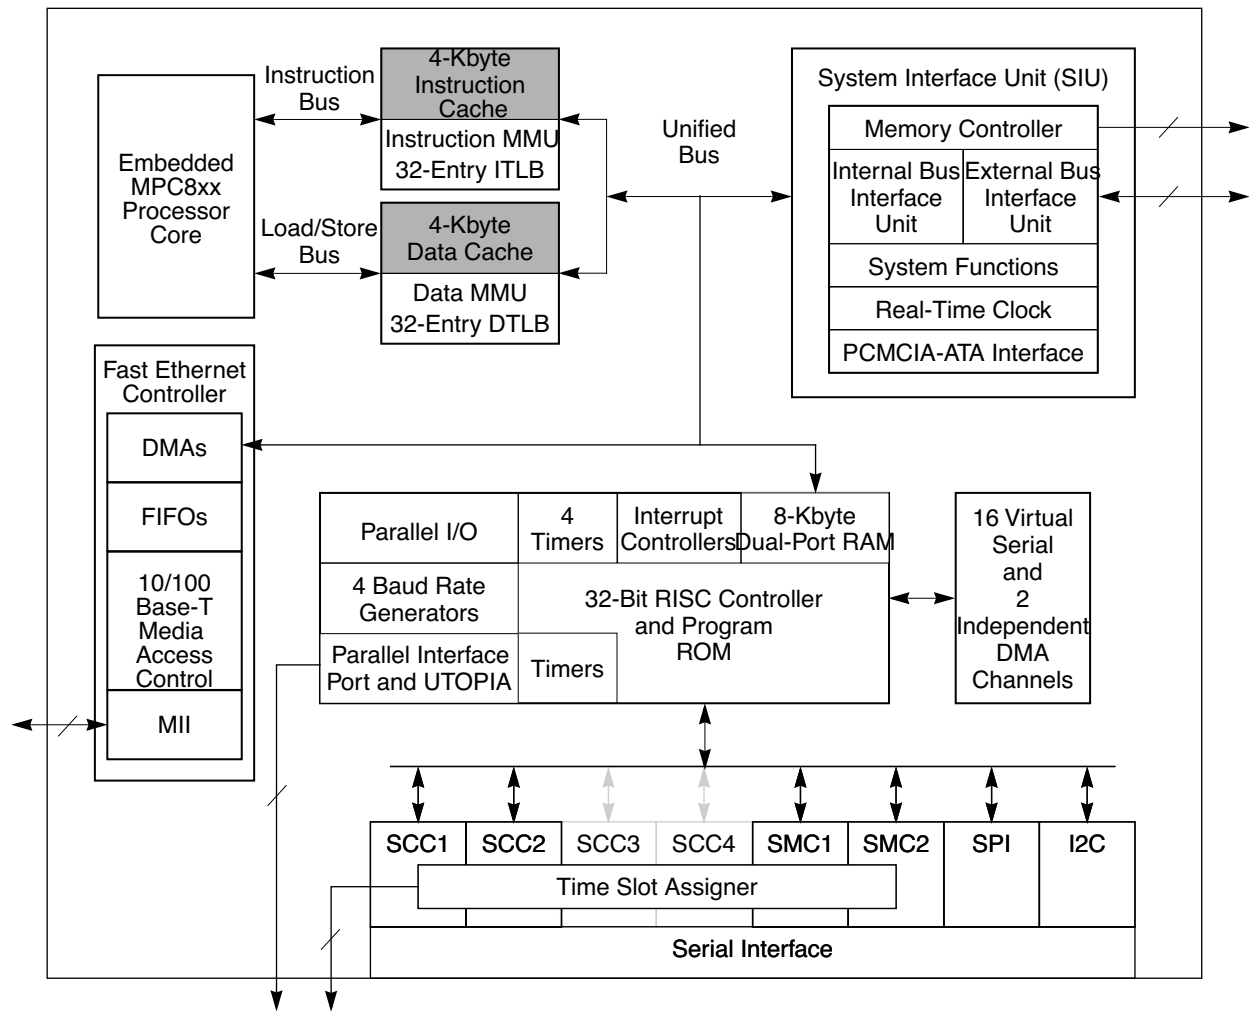 4-Kbyte
Instruction
Cache
Instruction MMU
32-Entry ITLB
Instruction
Bus
Embedded
MPC8xx
Processor
Core
Load/Store
Bus
4-Kbyte
Data Cache
Data MMU
32-Entry DTLB
Unified
Bus
System Interface Unit (SIU)
Memory Controller
Internal Bus
Interface
Unit
External Bus
Interface
Unit
System Functions
Real-Time Clock
PCMCIA-ATA Interface
Fast Ethernet
Controller
DMAs
FIFOs
10/100
Base-T
Media
Access
Control
MII
Parallel I/O
4
Timers
Interrupt
Controllers
8-Kbyte
Dual-Port RAM
4 Baud Rate
Generators
32-Bit RISC Controller
and Program
ROM
Parallel Interface
Port and UTOPIA
Timers
16 Virtual
Serial
and
2
Independent
DMA
Channels
SCC1
SCC2
SCC3
SCC4
SMC1
SMC2
SPI
I2C
Time Slot Assigner
Serial Interface